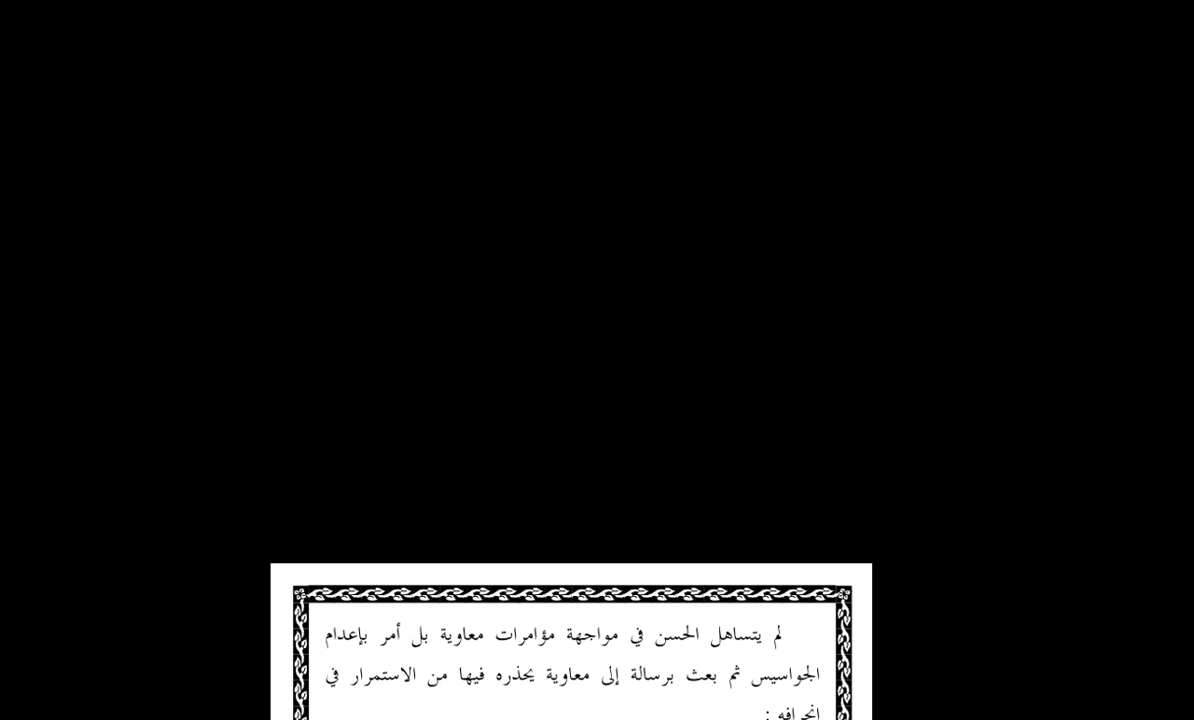 لم يتساهل الحسن في مواجهة مؤامرات معاوية بل أمر بإعدام
الجواسيس ثم بعث برسالة إلى معاوية يحذره فيها من الاستمرار في
انحرافه :